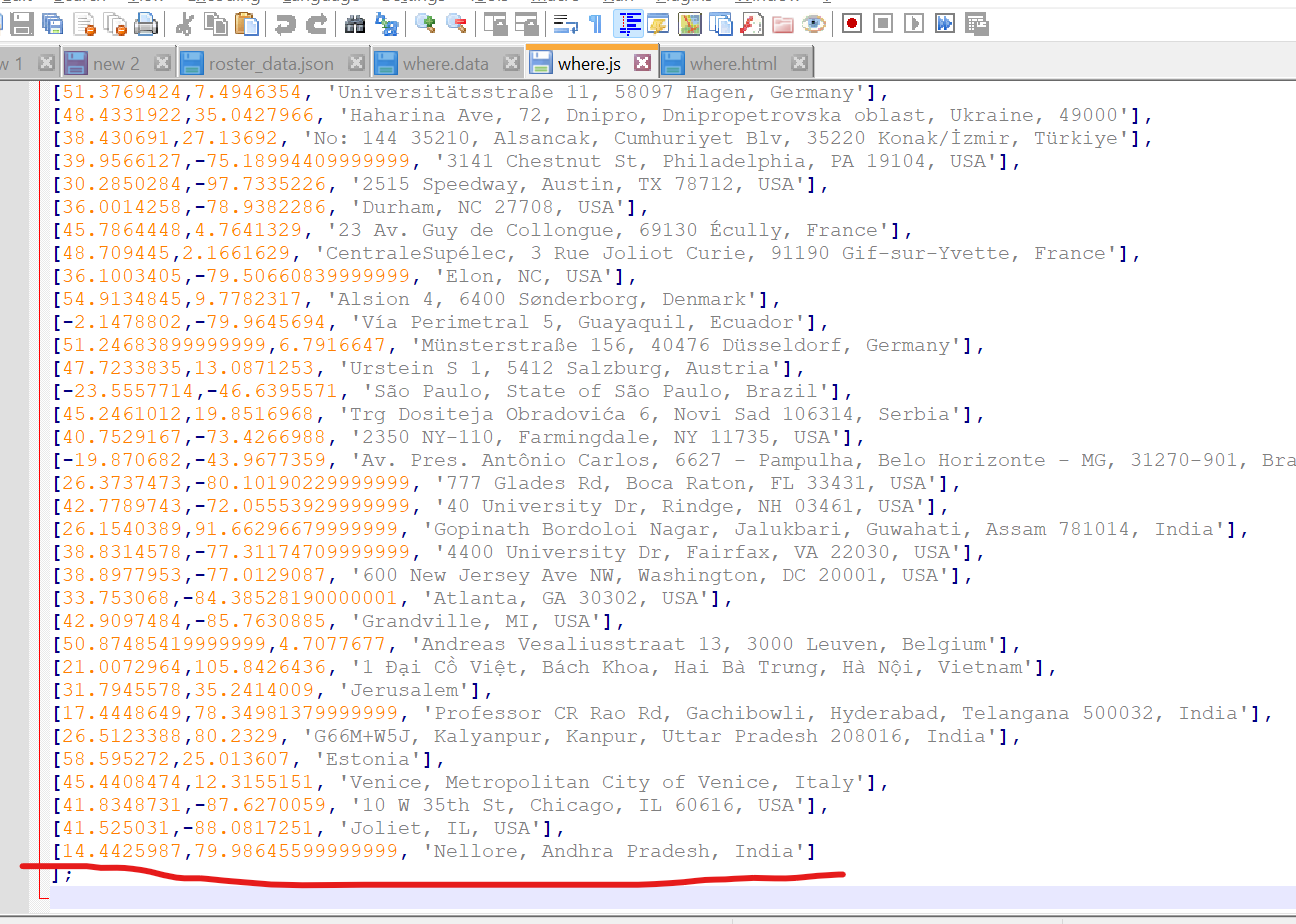 w 1 new 2 roster_data.json where.data where.js where.html
[51.3769424,7.4946354, 'Universitätsstraße 11, 58097 Hagen, Germany'],
[48.4331922,35.0427966, 'Haharina Ave, 72, Dnipro, Dnipropetrovska oblast, Ukraine, 49000'],
[38.430691,27.13692, 'No: 144 35210, Alsancak, Cumhuriyet Blv, 35220 Konak/İzmir, Türkiye'],
[39.9566127,-75.18994409999999, '3141 Chestnut St, Philadelphia, PA 19104, USA'],
[30.2850284,-97.7335226, '2515 Speedway, Austin, TX 78712, USA'],
[36.0014258,-78.9382286, 'Durham, NC 27708, USA'],
[45.7864448,4.7641329, '23 Av. Guy de Collongue, 69130 Écully, France'],
[48.709445,2.1661629, 'CentraleSupélec, 3 Rue Joliot Curie, 91190 Gif-sur-Yvette, France'],
[36.1003405,-79.50660839999999, 'Elon, NC, USA'],
[54.9134845,9.7782317, 'Alsion 4, 6400 Sønderborg, Denmark'],
[-2.1478802,-79.9645694, 'Vía Perimetral 5, Guayaquil, Ecuador'],
[51.24683899999999,6.7916647, 'Münsterstraße 156, 40476 Düsseldorf, Germany'],
[47.7233835,13.0871253, 'Urstein S 1, 5412 Salzburg, Austria'],
[-23.5557714,-46.6395571, 'São Paulo, State of São Paulo, Brazil'],
[45.2461012,19.8516968, 'Trg Dositeja Obradovića 6, Novi Sad 106314, Serbia'],
[40.7529167,-73.4266988, '2350 NY-110, Farmingdale, NY 11735, USA'],
[-19.870682,-43.9677359, 'Av. Pres. Antônio Carlos, 6627 - Pampulha, Belo Horizonte - MG, 31270-901, Bra
[26.3737473,-80.10190229999999, '777 Glades Rd, Boca Raton, FL 33431, USA'],
[42.7789743,-72.05553929999999, '40 University Dr, Rindge, NH 03461, USA'],
[26.1540389,91.66296679999999, 'Gopinath Bordoloi Nagar, Jalukbari, Guwahati, Assam 781014, India'],
[38.8314578,-77.31174709999999, '4400 University Dr, Fairfax, VA 22030, USA'],
[38.8977953,-77.0129087, '600 New Jersey Ave NW, Washington, DC 20001, USA'],
[33.753068,-84.38528190000001, 'Atlanta, GA 30302, USA'],
[42.9097484,-85.7630885, 'Grandville, MI, USA'],
[50.87485419999999,4.7077677, 'Andreas Vesaliusstraat 13, 3000 Leuven, Belgium'],
[21.0072964,105.8426436, '1 Đại Cồ Việt, Bách Khoa, Hai Bà Trưng, Hà Nội, Vietnam'],
[31.7945578,35.2414009, 'Jerusalem'],
[17.4448649,78.34981379999999, 'Professor CR Rao Rd, Gachibowli, Hyderabad, Telangana 500032, India'],
[26.5123388,80.2329, 'G66M+W5J, Kalyanpur, Kanpur, Uttar Pradesh 208016, India'],
[58.595272,25.013607, 'Estonia'],
[45.4408474,12.3155151, 'Venice, Metropolitan City of Venice, Italy'],
[41.8348731,-87.6270059, '10 W 35th St, Chicago, IL 60616, USA'],
[41.525031,-88.0817251, 'Joliet, IL, USA'],
[14.4425987,79.98645599999999, 'Nellore, Andhra Pradesh, India']
];